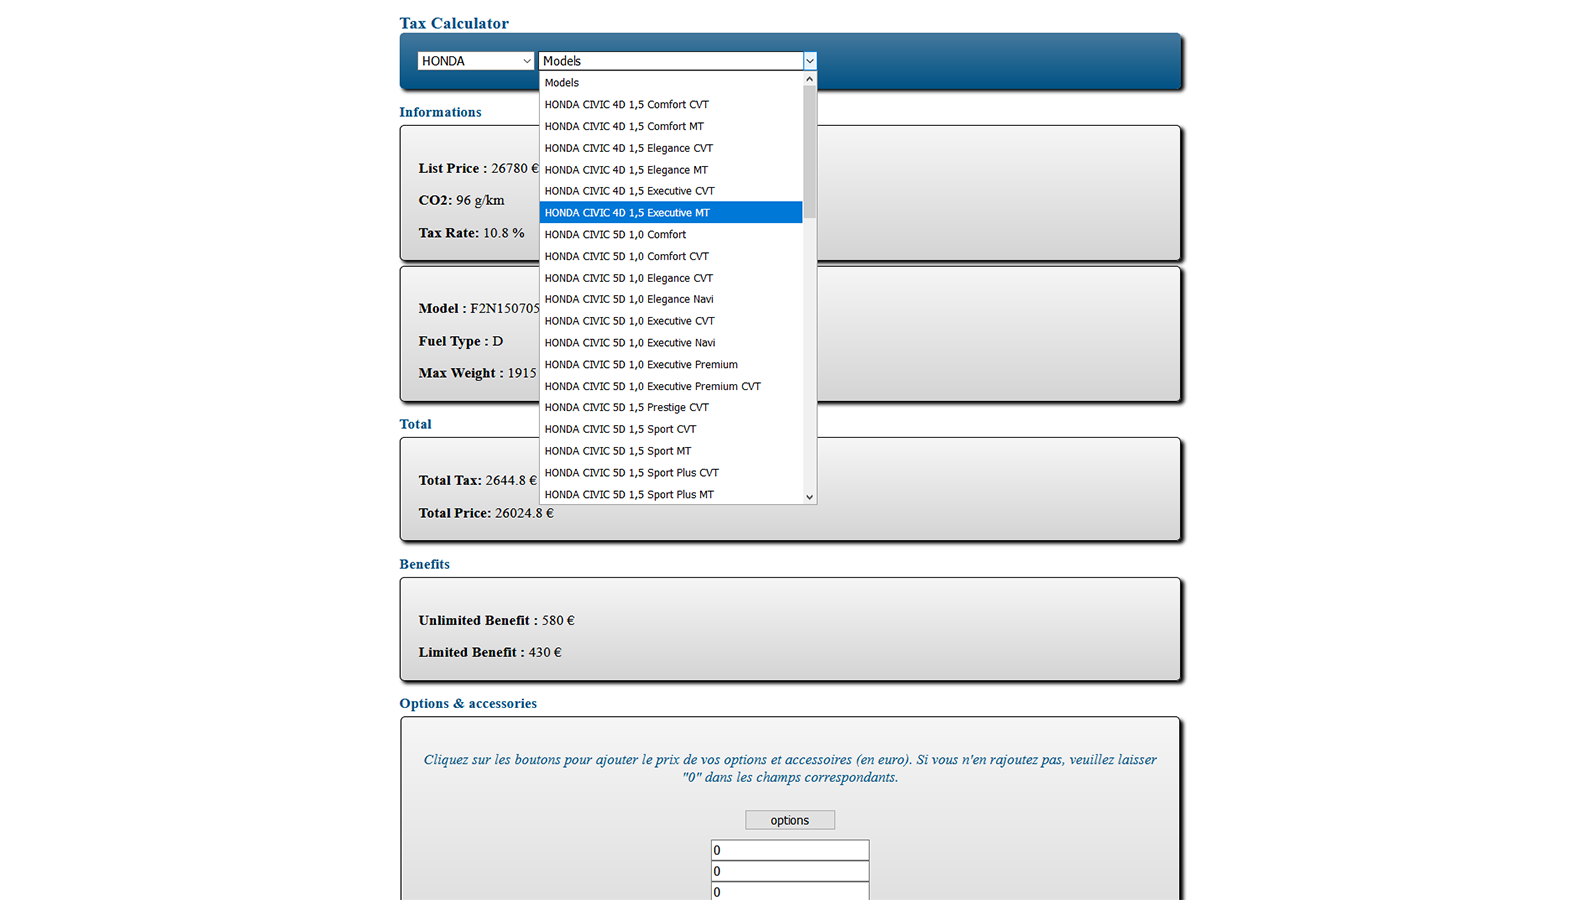 Tax Calculator
HONDA
Models
Models
HONDA CIVIC 4D 1,5 Comfort CVT
HONDA CIVIC 4D 1,5 Comfort MT
HONDA CIVIC 4D 1,5 Elegance CVT
HONDA CIVIC 4D 1,5 Elegance MT
HONDA CIVIC 4D 1,5 Executive CVT
HONDA CIVIC 4D 1,5 Executive MT
HONDA CIVIC 5D 1,0 Comfort
HONDA CIVIC 5D 1,0 Comfort CVT
HONDA CIVIC 5D 1,0 Elegance CVT
HONDA CIVIC 5D 1,0 Elegance Navi
HONDA CIVIC 5D 1,0 Executive CVT
HONDA CIVIC 5D 1,0 Executive Navi
HONDA CIVIC 5D 1,0 Executive Premium
HONDA CIVIC 5D 1,0 Executive Premium CVT
HONDA CIVIC 5D 1,5 Prestige CVT
HONDA CIVIC 5D 1,5 Sport CVT
HONDA CIVIC 5D 1,5 Sport MT
HONDA CIVIC 5D 1,5 Sport Plus CVT
HONDA CIVIC 5D 1,5 Sport Plus MT
Informations
List Price : 26780 €
CO2: 96 g/km
Tax Rate: 10.8 %
Model : F2N150705
Fuel Type : D
Max Weight : 1915
Total
Total Tax: 2644.8 €
Total Price: 26024.8 €
Benefits
Unlimited Benefit : 580 €
Limited Benefit : 430 €
Options & accessories
Cliquez sur les boutons pour ajouter le prix de vos options et accessoires (en euro). Si vous n'en rajoutez pas, veuillez laisser
"0" dans les champs correspondants.
options
0
0
0